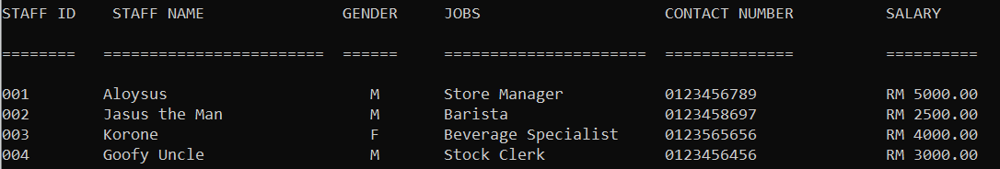 STAFF ID    STAFF NAME               GENDER     JOBS                    CONTACT NUMBER          SALARY
========   ========================  ======     ======================  ==============          ==========
001        Aloysus                      M       Store Manager           0123456789              RM 5000.00
002        Jasus the Man                M       Barista                 0123458697              RM 2500.00
003        Korone                       F       Beverage Specialist     0123565656              RM 4000.00
004        Goofy Uncle                  M       Stock Clerk             0123456456              RM 3000.00